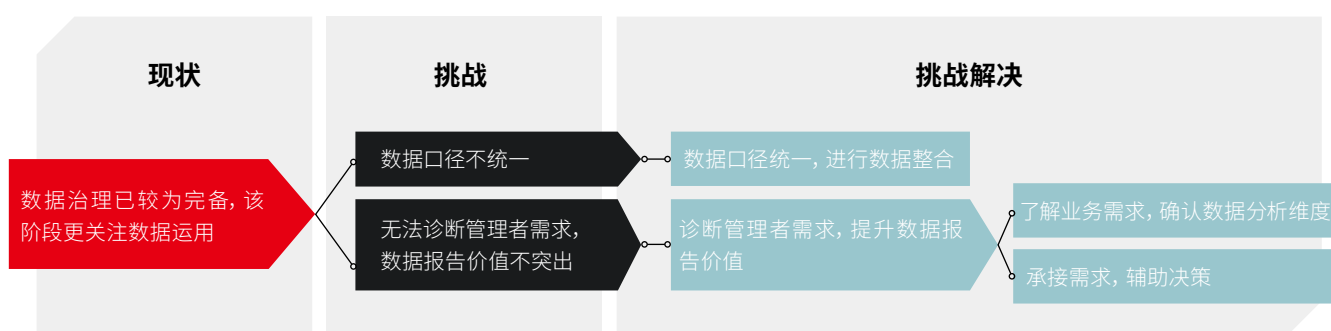 现状
挑战
挑战解决
数据治理已较为完备，该
阶段更关注数据运用
数据口径不统一
数据口径统一，进行数据整合
无法诊断管理者需求，
数据报告价值不突出
诊断管理者需求，提升数据报
告价值
了解业务需求，确认数据分析维度
承接需求，辅助决策